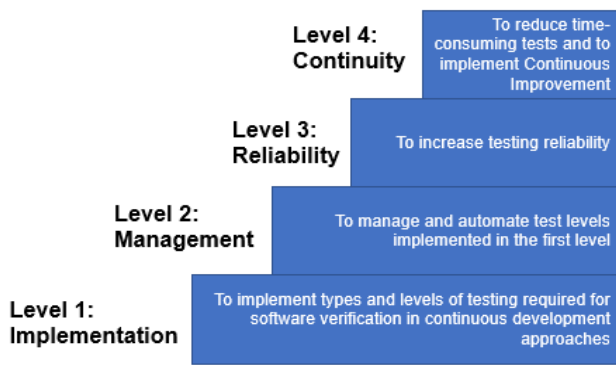 Level 4:
Continuity
To reduce time-
consuming tests and to
implement Continuous
Improvement
Level 3:
Reliability
To increase testing reliability
Level 2:
Management
To manage and automate test levels
implemented in the first level
Level 1:
Implementation
To implement types and levels of testing required for
software verification in continuous development
approaches